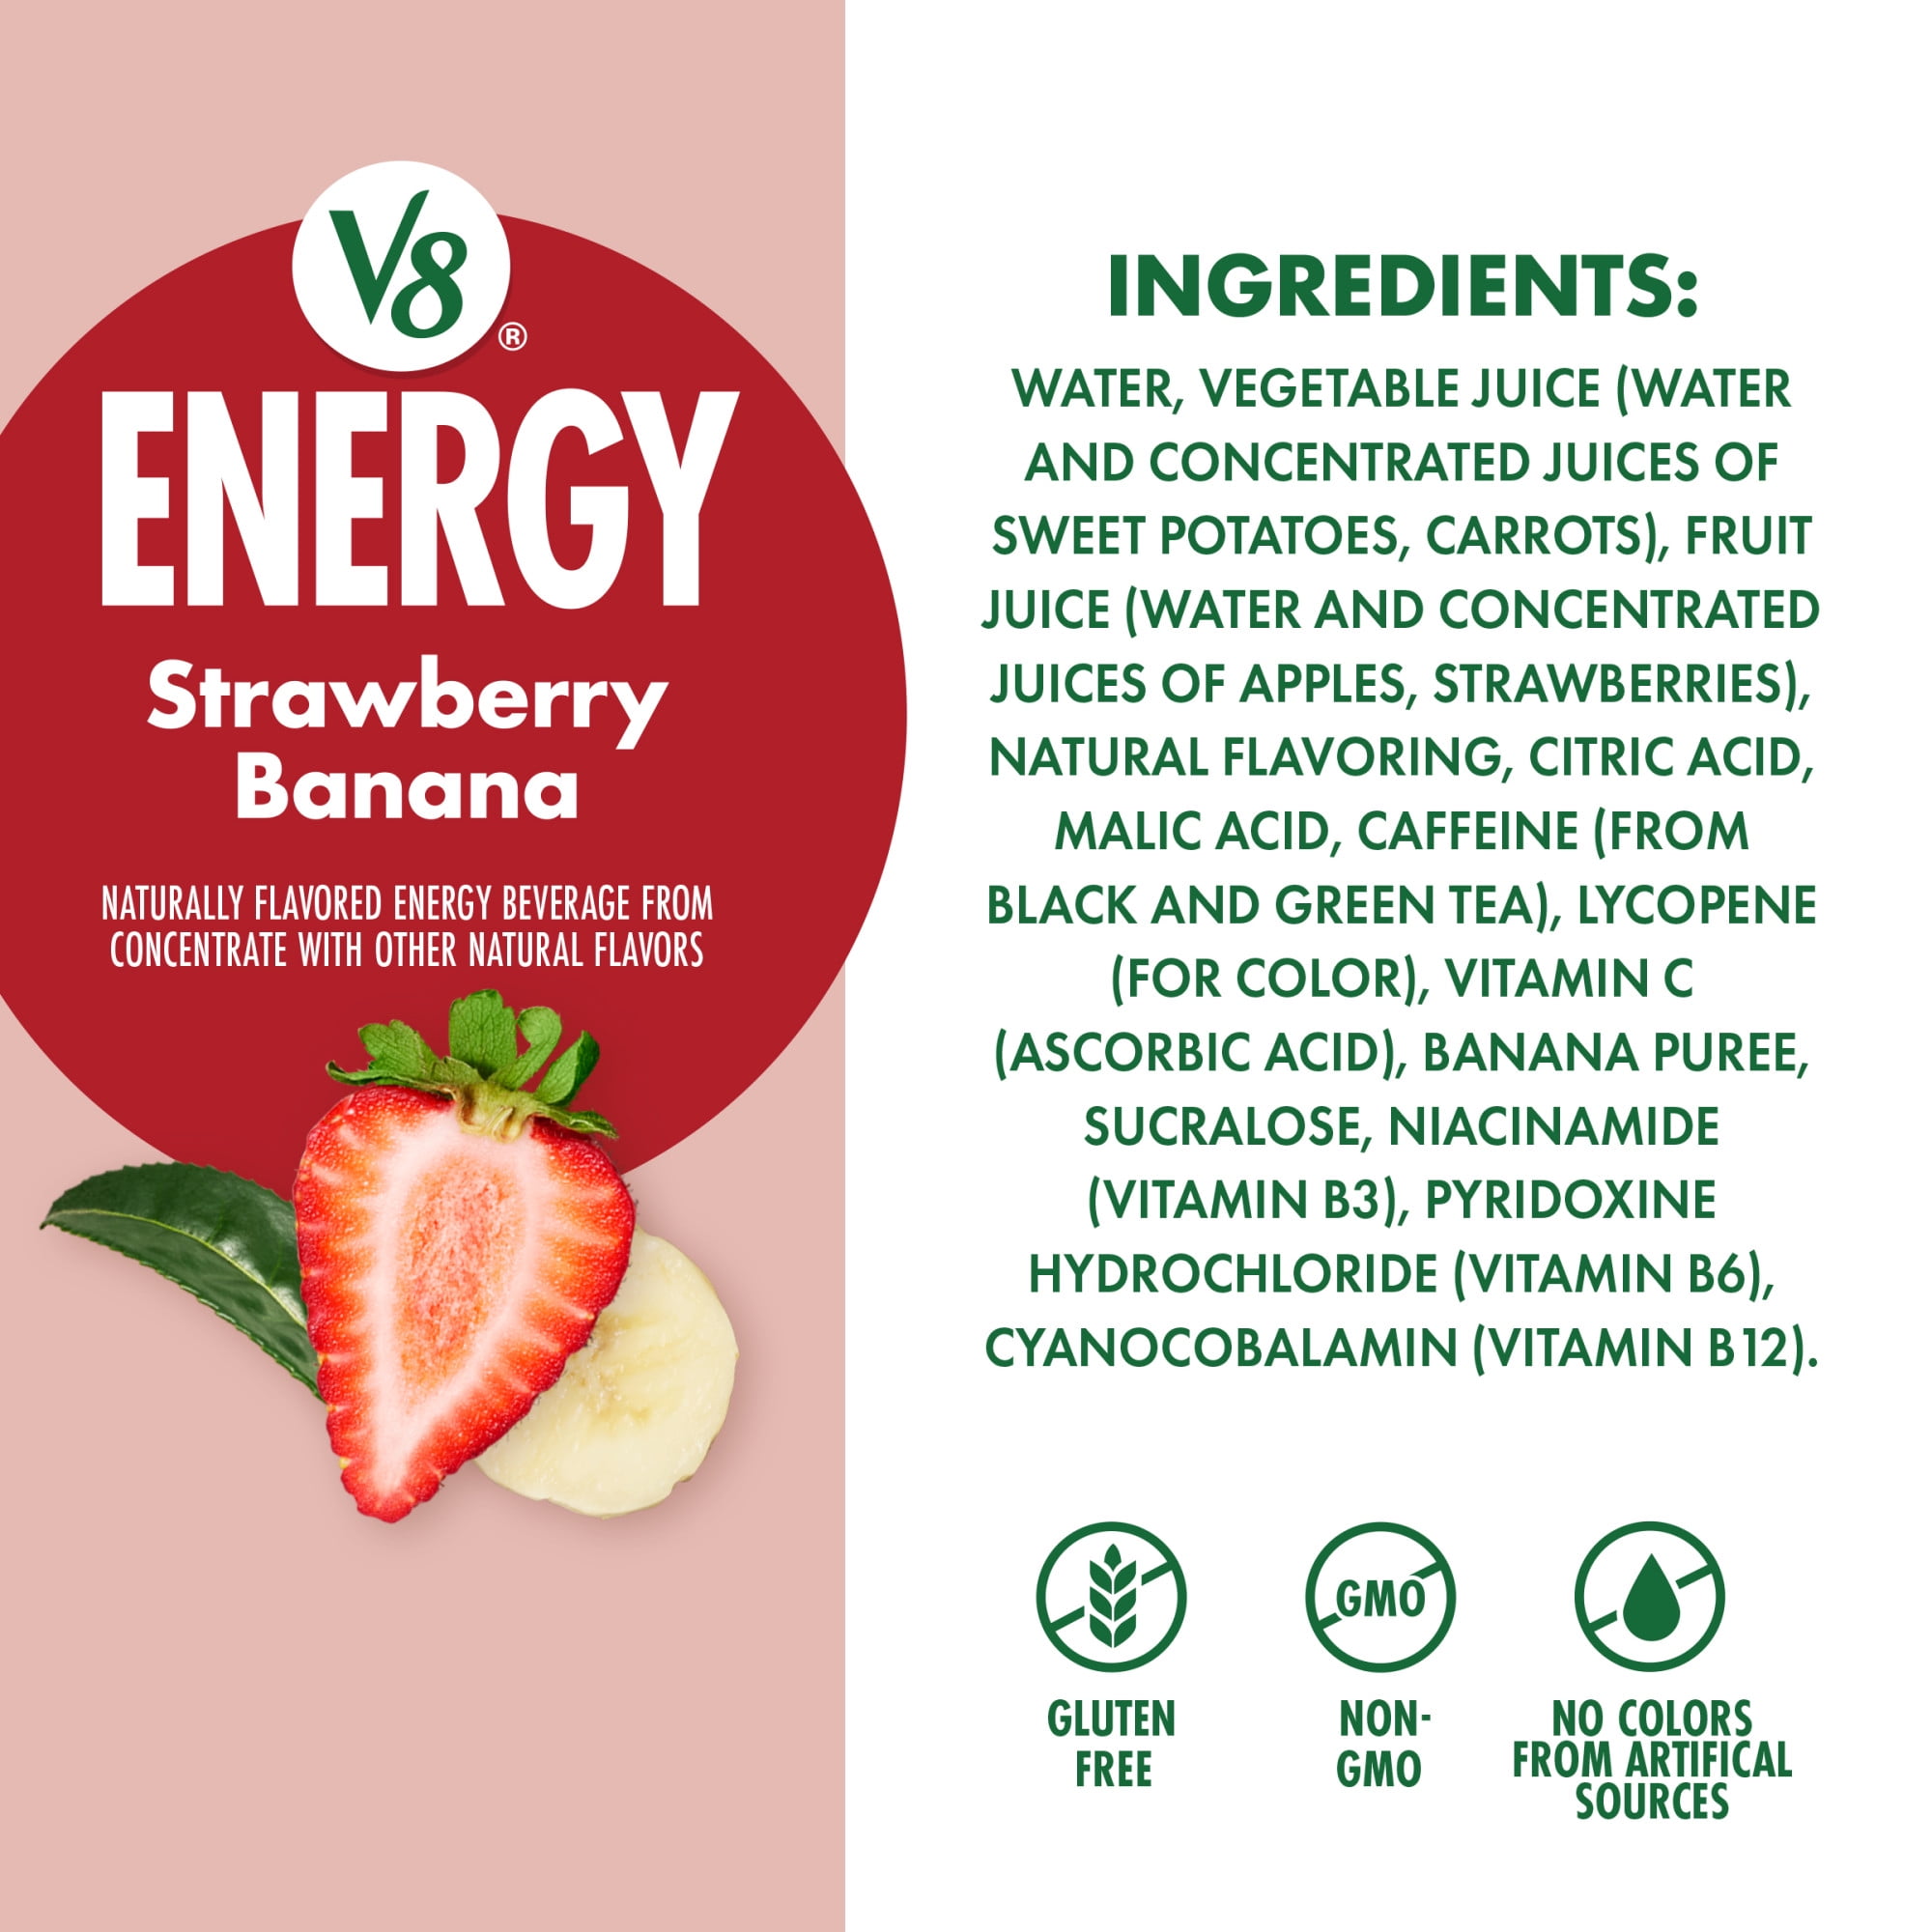 V8®
ENERGY
Strawberry
Banana
NATURALLY FLAVORED ENERGY BEVERAGE FROM
CONCENTRATE WITH OTHER NATURAL FLAVORS
INGREDIENTS:
WATER, VEGETABLE JUICE (WATER
AND CONCENTRATED JUICES OF
SWEET POTATOES, CARROTS), FRUIT
JUICE (WATER AND CONCENTRATED
JUICES OF APPLES, STRAWBERRIES),
NATURAL FLAVORING, CITRIC ACID,
MALIC ACID, CAFFEINE (FROM
BLACK AND GREEN TEA), LYCOPENE
(FOR COLOR), VITAMIN C
(ASCORBIC ACID), BANANA PUREE,
SUCRALOSE, NIACINAMIDE
(VITAMIN B3), PYRIDOXINE
HYDROCHLORIDE (VITAMIN B6),
CYANOCOBALAMIN (VITAMIN B12).
GMO
GLUTEN
FREE
NON-
GMO
NO COLORS
FROM ARTIFICAL
SOURCES